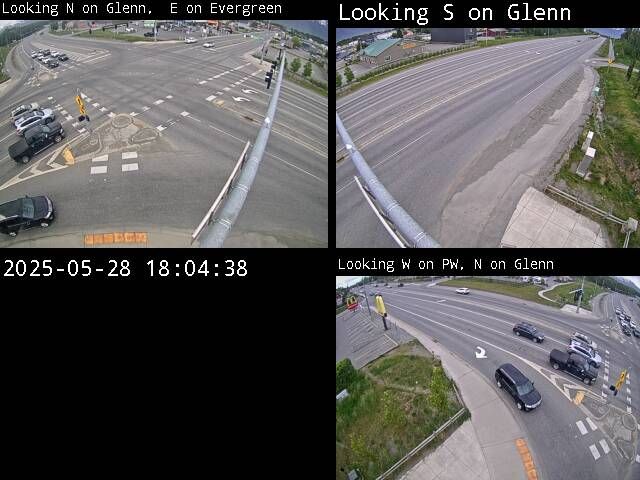 Looking N on Glenn, E on Evergreen
Looking S on Glenn
2025-05-28 18:04:38
Looking W on PW, N on Glenn